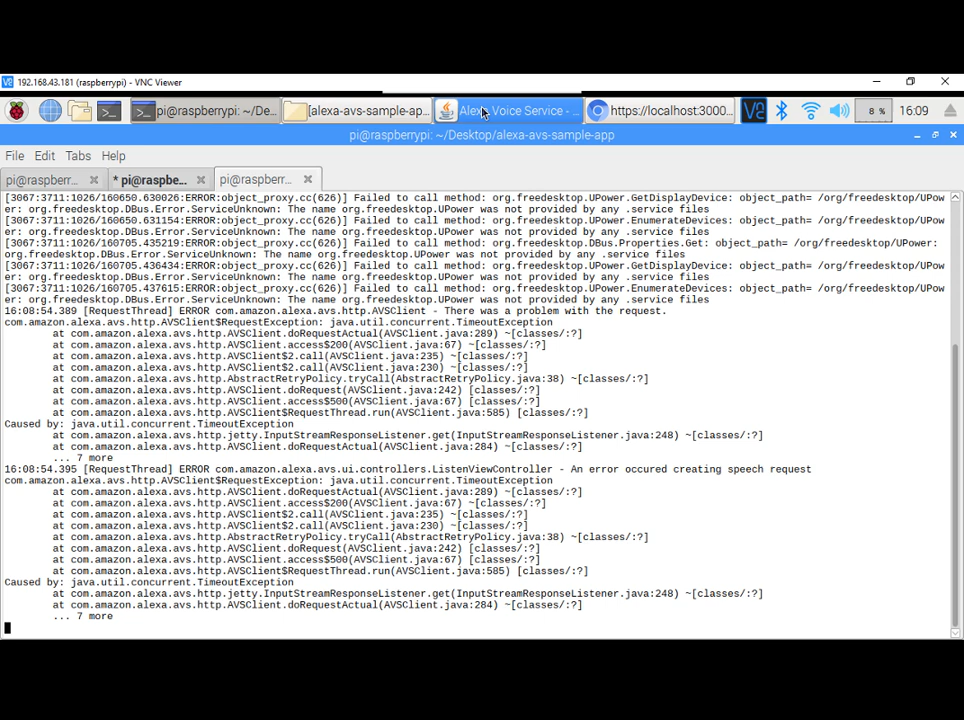 192.168.43.181 (raspberrypi) - VNC Viewer
pi@raspberrypi: ~/De...
[alexa-avs-sample-ap...
Alexa Voice Service - ...
https://localhost:3000...
8 %
16:09
pi@raspberrypi: ~/Desktop/alexa-avs-sample-app
File Edit Tabs Help
pi@raspberr...
* pi@raspbe...
pi@raspberr...
[3067:3711:1026/160650.630026:ERROR:object_proxy.cc(626)] Failed to call method: org.freedesktop.UPower.GetDisplayDevice: object_path= /org/freedesktop/UPow
er: org.freedesktop.DBus.Error.ServiceUnknown: The name org.freedesktop.UPower was not provided by any .service files
[3067:3711:1026/160650.631154:ERROR:object_proxy.cc(626)] Failed to call method: org.freedesktop.UPower.EnumerateDevices: object_path= /org/freedesktop/UPow
er: org.freedesktop.DBus.Error.ServiceUnknown: The name org.freedesktop.UPower was not provided by any .service files
[3067:3711:1026/160705.435219:ERROR:object_proxy.cc(626)] Failed to call method: org.freedesktop.DBus.Properties.Get: object_path= /org/freedesktop/UPower:
org.freedesktop.DBus.Error.ServiceUnknown: The name org.freedesktop.UPower was not provided by any .service files
[3067:3711:1026/160705.436434:ERROR:object_proxy.cc(626)] Failed to call method: org.freedesktop.UPower.GetDisplayDevice: object_path= /org/freedesktop/UPow
er: org.freedesktop.DBus.Error.ServiceUnknown: The name org.freedesktop.UPower was not provided by any .service files
[3067:3711:1026/160705.437615:ERROR:object_proxy.cc(626)] Failed to call method: org.freedesktop.UPower.EnumerateDevices: object_path= /org/freedesktop/UPow
er: org.freedesktop.DBus.Error.ServiceUnknown: The name org.freedesktop.UPower was not provided by any .service files
16:08:54.389 [RequestThread] ERROR com.amazon.alexa.avs.http.AVSClient - There was a problem with the request.
com.amazon.alexa.avs.http.AVSClient$RequestException: java.util.concurrent.TimeoutException
at com.amazon.alexa.avs.http.AVSClient.doRequestActual(AVSClient.java:289) ~[classes/:?]
at com.amazon.alexa.avs.http.AVSClient.access$200(AVSClient.java:67) ~[classes/:?]
at com.amazon.alexa.avs.http.AVSClient$2.call(AVSClient.java:235) ~[classes/:?]
at com.amazon.alexa.avs.http.AVSClient$2.call(AVSClient.java:230) ~[classes/:?]
at com.amazon.alexa.avs.http.AbstractRetryPolicy.tryCall(AbstractRetryPolicy.java:38) ~[classes/:?]
at com.amazon.alexa.avs.http.AVSClient.doRequest(AVSClient.java:242) [classes/:?]
at com.amazon.alexa.avs.http.AVSClient.access$500(AVSClient.java:67) [classes/:?]
at com.amazon.alexa.avs.http.AVSClient$RequestThread.run(AVSClient.java:585) [classes/:?]
Caused by: java.util.concurrent.TimeoutException
at com.amazon.alexa.avs.http.jetty.InputStreamResponseListener.get(InputStreamResponseListener.java:248) ~[classes/:?]
at com.amazon.alexa.avs.http.AVSClient.doRequestActual(AVSClient.java:284) ~[classes/:?]
... 7 more
16:08:54.395 [RequestThread] ERROR com.amazon.alexa.avs.ui.controllers.ListenViewController - An error occured creating speech request
com.amazon.alexa.avs.http.AVSClient$RequestException: java.util.concurrent.TimeoutException
at com.amazon.alexa.avs.http.AVSClient.doRequestActual(AVSClient.java:289) ~[classes/:?]
at com.amazon.alexa.avs.http.AVSClient.access$200(AVSClient.java:67) ~[classes/:?]
at com.amazon.alexa.avs.http.AVSClient$2.call(AVSClient.java:235) ~[classes/:?]
at com.amazon.alexa.avs.http.AVSClient$2.call(AVSClient.java:230) ~[classes/:?]
at com.amazon.alexa.avs.http.AbstractRetryPolicy.tryCall(AbstractRetryPolicy.java:38) ~[classes/:?]
at com.amazon.alexa.avs.http.AVSClient.doRequest(AVSClient.java:242) [classes/:?]
at com.amazon.alexa.avs.http.AVSClient.access$500(AVSClient.java:67) [classes/:?]
at com.amazon.alexa.avs.http.AVSClient$RequestThread.run(AVSClient.java:585) [classes/:?]
Caused by: java.util.concurrent.TimeoutException
at com.amazon.alexa.avs.http.jetty.InputStreamResponseListener.get(InputStreamResponseListener.java:248) ~[classes/:?]
at com.amazon.alexa.avs.http.AVSClient.doRequestActual(AVSClient.java:284) ~[classes/:?]
... 7 more